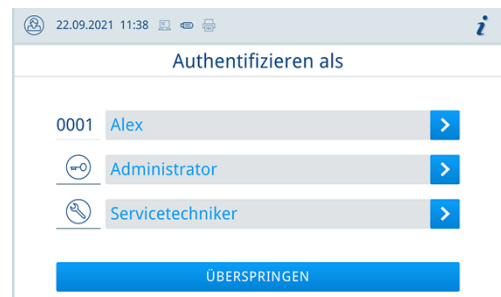 22.09.2021 11:38
i
Authentifizieren als
0001 Alex
Administrator
Servicetechniker
ÜBERSPRINGEN